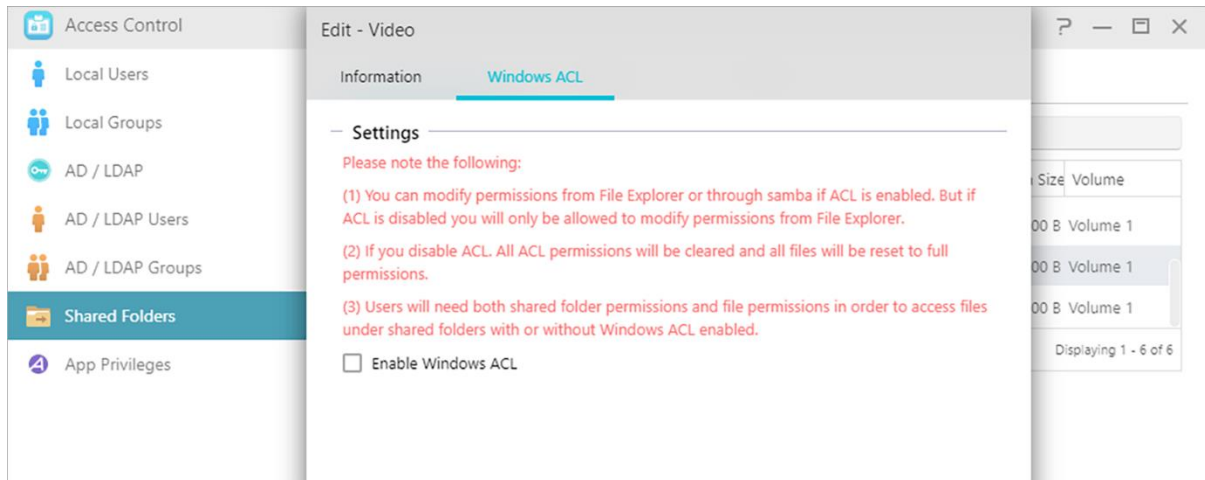 Access Control
Local Users
Local Groups
AD / LDAP
AD / LDAP Users
AD / LDAP Groups
Shared Folders
App Privileges
Edit - Video
Information
Windows ACL
Settings
Please note the following:
(1) You can modify permissions from File Explorer or through samba if ACL is enabled. But if
ACL is disabled you will only be allowed to modify permissions from File Explorer.
(2) If you disable ACL. All ACL permissions will be cleared and all files will be reset to full
permissions.
(3) Users will need both shared folder permissions and file permissions in order to access files
under shared folders with or without Windows ACL enabled.
Enable Windows ACL
Size Volume
00 B Volume 1
00 B Volume 1
00 B Volume 1
Displaying 1 - 6 of 6